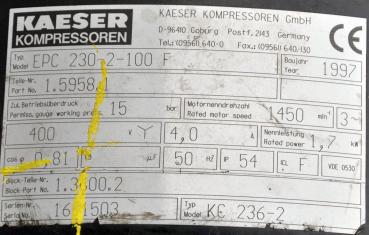 KAESER
KOMPRESSOREN
KAESER KOMPRESSOREN GmbH
D-96410 Coburg Postf. 2143 Germany
Tel.: (09561) 640-0 Fax.: (09561) 640-130
CE
Typ
Model EPC 230-2-100 F
Baujahr
Year 1997
Teile-Nr.
Part No. 1.5958
Zul. Betriebsüberdruck
Permiss. gauge working press. 15 bar
Motornenndrehzahl
Rated motor speed 1450 min⁻¹ 3~
400 V Y 4,0 A
Nennleistung
Rated power 1,7 kW
cos φ 0,81 µF 50 HZ IP 54 ICL F VDE 0530
Block-Teile-Nr.
Block-Part No. 1.3600.2
Serien-Nr.
Serial No. 1503
Typ
Model KE 236-2